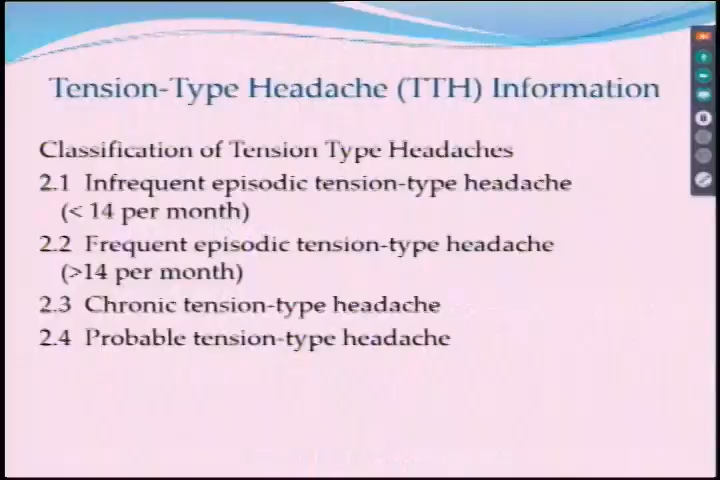 Tension-Type Headache (TTH) Information
Classification of Tension Type Headaches
2.1 Infrequent episodic tension-type headache
(< 14 per month)
2.2 Frequent episodic tension-type headache
(>14 per month)
2.3 Chronic tension-type headache
2.4 Probable tension-type headache